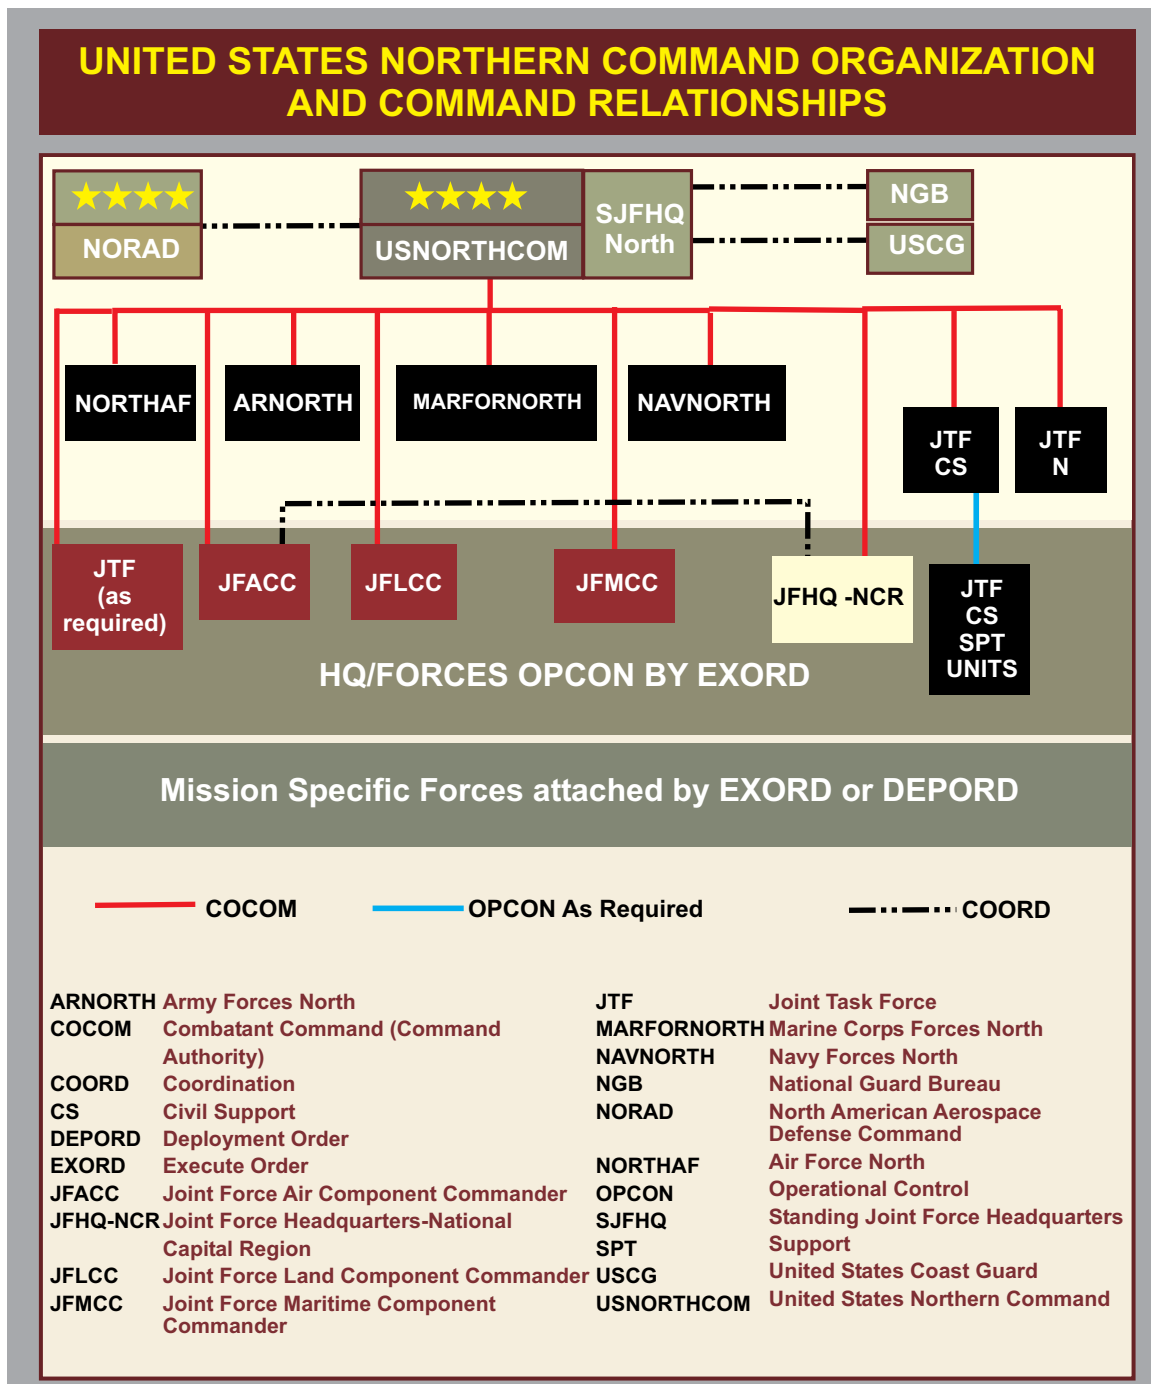 UNITED STATES NORTHERN COMMAND ORGANIZATION
AND COMMAND RELATIONSHIPS
NORAD
USNORTHCOM
SJFHQ
North
NGB
USCG
NORTHAF
ARNORTH
MARFORNORTH
NAVNORTH
JTF
CS
JTF
N
JTF
(as
required)
JFACC
JFLCC
JFMCC
JFHQ -NCR
JTF
CS
SPT
UNITS
HQ/FORCES OPCON BY EXORD
Mission Specific Forces attached by EXORD or DEPORD
COCOM
OPCON As Required
COORD
ARNORTH Army Forces North
COCOM Combatant Command (Command
Authority)
COORD Coordination
CS Civil Support
DEPORD Deployment Order
EXORD Execute Order
JFACC Joint Force Air Component Commander
JFHQ-NCR Joint Force Headquarters-National
Capital Region
JFLCC Joint Force Land Component Commander
JFMCC Joint Force Maritime Component
Commander
JTF Joint Task Force
MARFORNORTH Marine Corps Forces North
NAVNORTH Navy Forces North
NGB National Guard Bureau
NORAD North American Aerospace
Defense Command
NORTHAF Air Force North
OPCON Operational Control
SJFHQ Standing Joint Force Headquarters
SPT Support
USCG United States Coast Guard
USNORTHCOM United States Northern Command